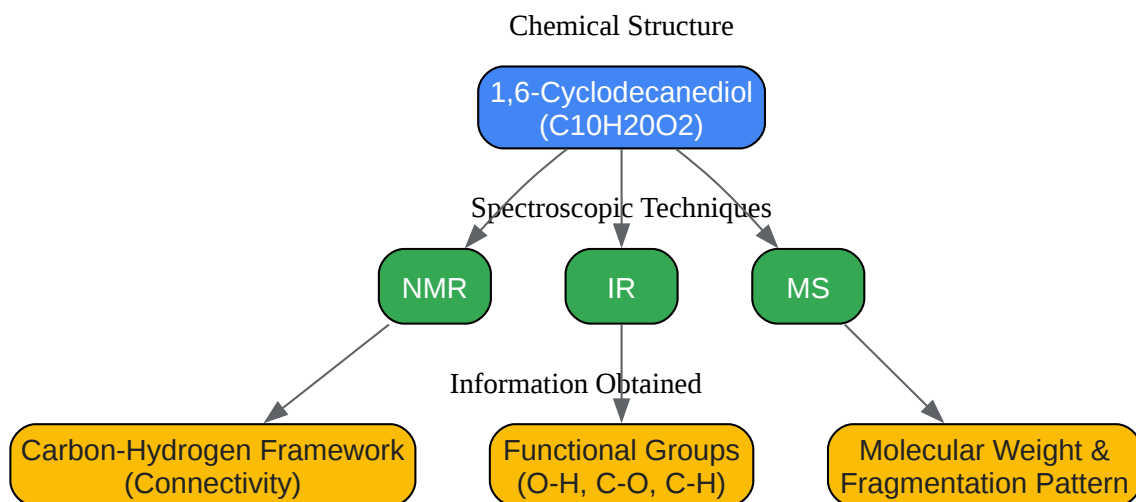 Chemical Structure
1,6-Cyclodecanediol
(C10H20O2)
Spectroscopic Techniques
NMR
IR
MS
Information Obtained
Carbon-Hydrogen Framework
(Connectivity)
Functional Groups
(O-H, C-O, C-H)
Molecular Weight &
Fragmentation Pattern